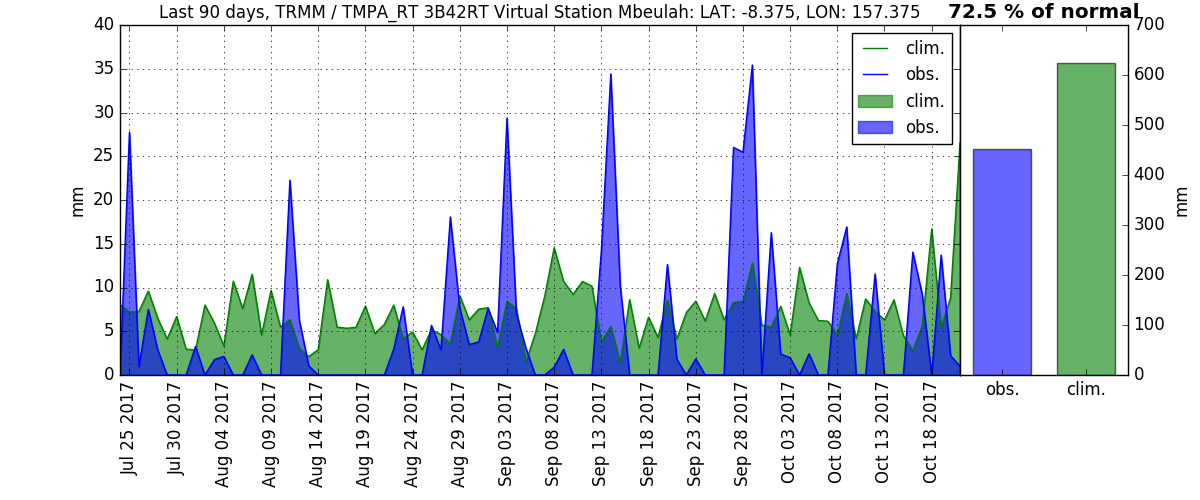 Last 90 days, TRMM / TMPA_RT 3B42RT Virtual Station Mbeulah: LAT: -8.375, LON: 157.375
72.5 % of normal
40
35
30
25
20
15
10
5
0
mm
clim.
obs.
clim.
obs.
700
600
500
400
300
200
100
0
mm
obs.
clim.
Jul 25 2017
Jul 30 2017
Aug 04 2017
Aug 09 2017
Aug 14 2017
Aug 19 2017
Aug 24 2017
Aug 29 2017
Sep 03 2017
Sep 08 2017
Sep 13 2017
Sep 18 2017
Sep 23 2017
Sep 28 2017
Oct 03 2017
Oct 08 2017
Oct 13 2017
Oct 18 2017